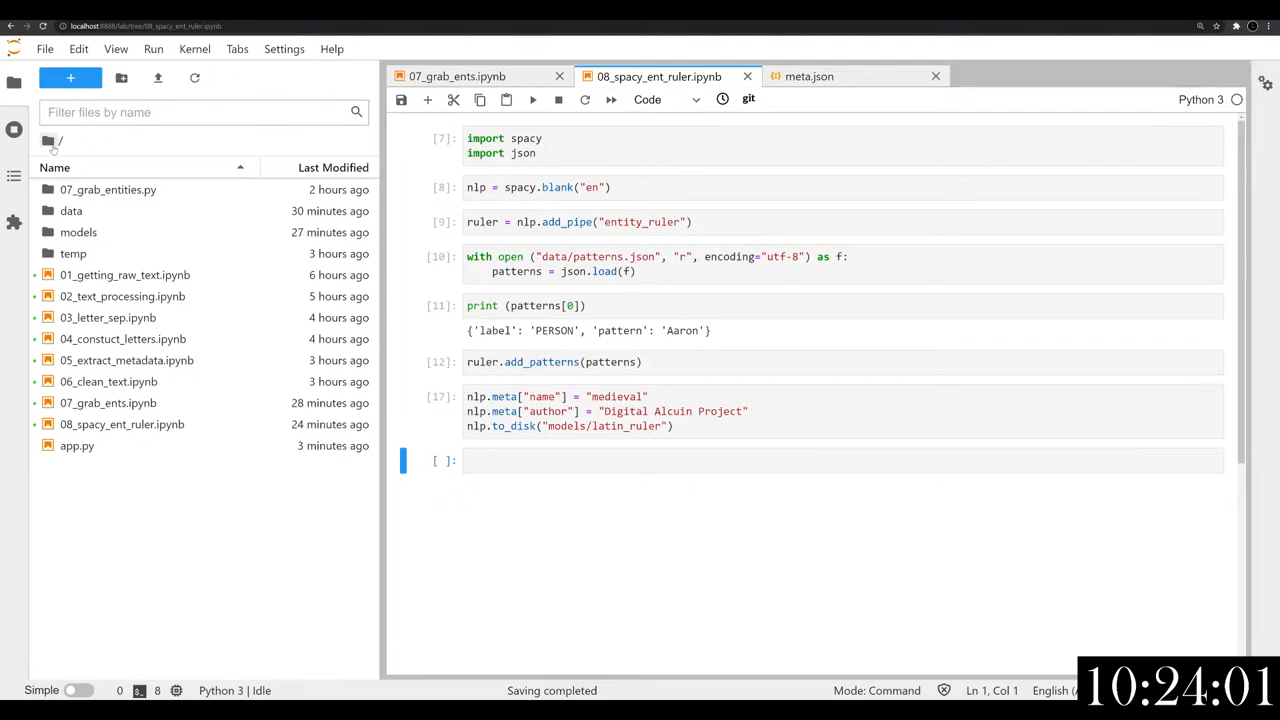 localhost:8888/lab/tree/08_spacy_ent_ruler.ipynb
File Edit View Run Kernel Tabs Settings Help
Filter files by name
/
Name Last Modified
07_grab_entities.py 2 hours ago
data 30 minutes ago
models 27 minutes ago
temp 3 hours ago
01_getting_raw_text.ipynb 6 hours ago
02_text_processing.ipynb 5 hours ago
03_letter_sep.ipynb 4 hours ago
04_constuct_letters.ipynb 4 hours ago
05_extract_metadata.ipynb 3 hours ago
06_clean_text.ipynb 3 hours ago
07_grab_ents.ipynb 28 minutes ago
08_spacy_ent_ruler.ipynb 24 minutes ago
app.py 3 minutes ago
07_grab_ents.ipynb 08_spacy_ent_ruler.ipynb meta.json
Code git Python 3
[7]: import spacy
import json
[8]: nlp = spacy.blank("en")
[9]: ruler = nlp.add_pipe("entity_ruler")
[10]: with open ("data/patterns.json", "r", encoding="utf-8") as f:
patterns = json.load(f)
[11]: print (patterns[0])
{'label': 'PERSON', 'pattern': 'Aaron'}
[12]: ruler.add_patterns(patterns)
[17]: nlp.meta["name"] = "medieval"
nlp.meta["author"] = "Digital Alcuin Project"
nlp.to_disk("models/latin_ruler")
[ ]:
Simple 0 8 Python 3 | Idle Saving completed Mode: Command Ln 1, Col 1 English
10:24:01